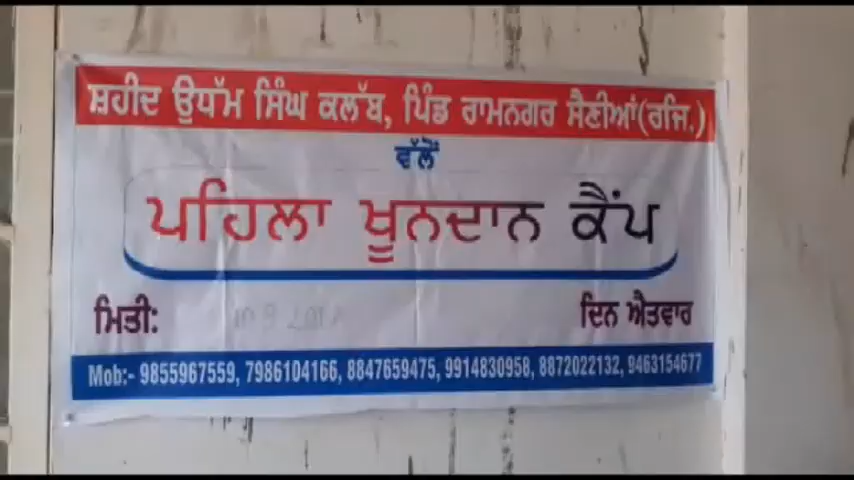 ਸ਼ਹੀਦ ਉਧੱਮ ਸਿੰਘ ਕਲੱਬ, ਪਿੰਡ ਰਾਮਨਗਰ ਸੈਣੀਆਂ(ਰਜਿ.)
ਵੱਲੋਂ
ਪਹਿਲਾ ਖੂਨਦਾਨ ਕੈਂਪ
ਮਿਤੀ: ਦਿਨ ਐਤਵਾਰ
Mob:- 9855967559, 7986104166, 8847659475, 9914830958, 8872022132, 9463154677